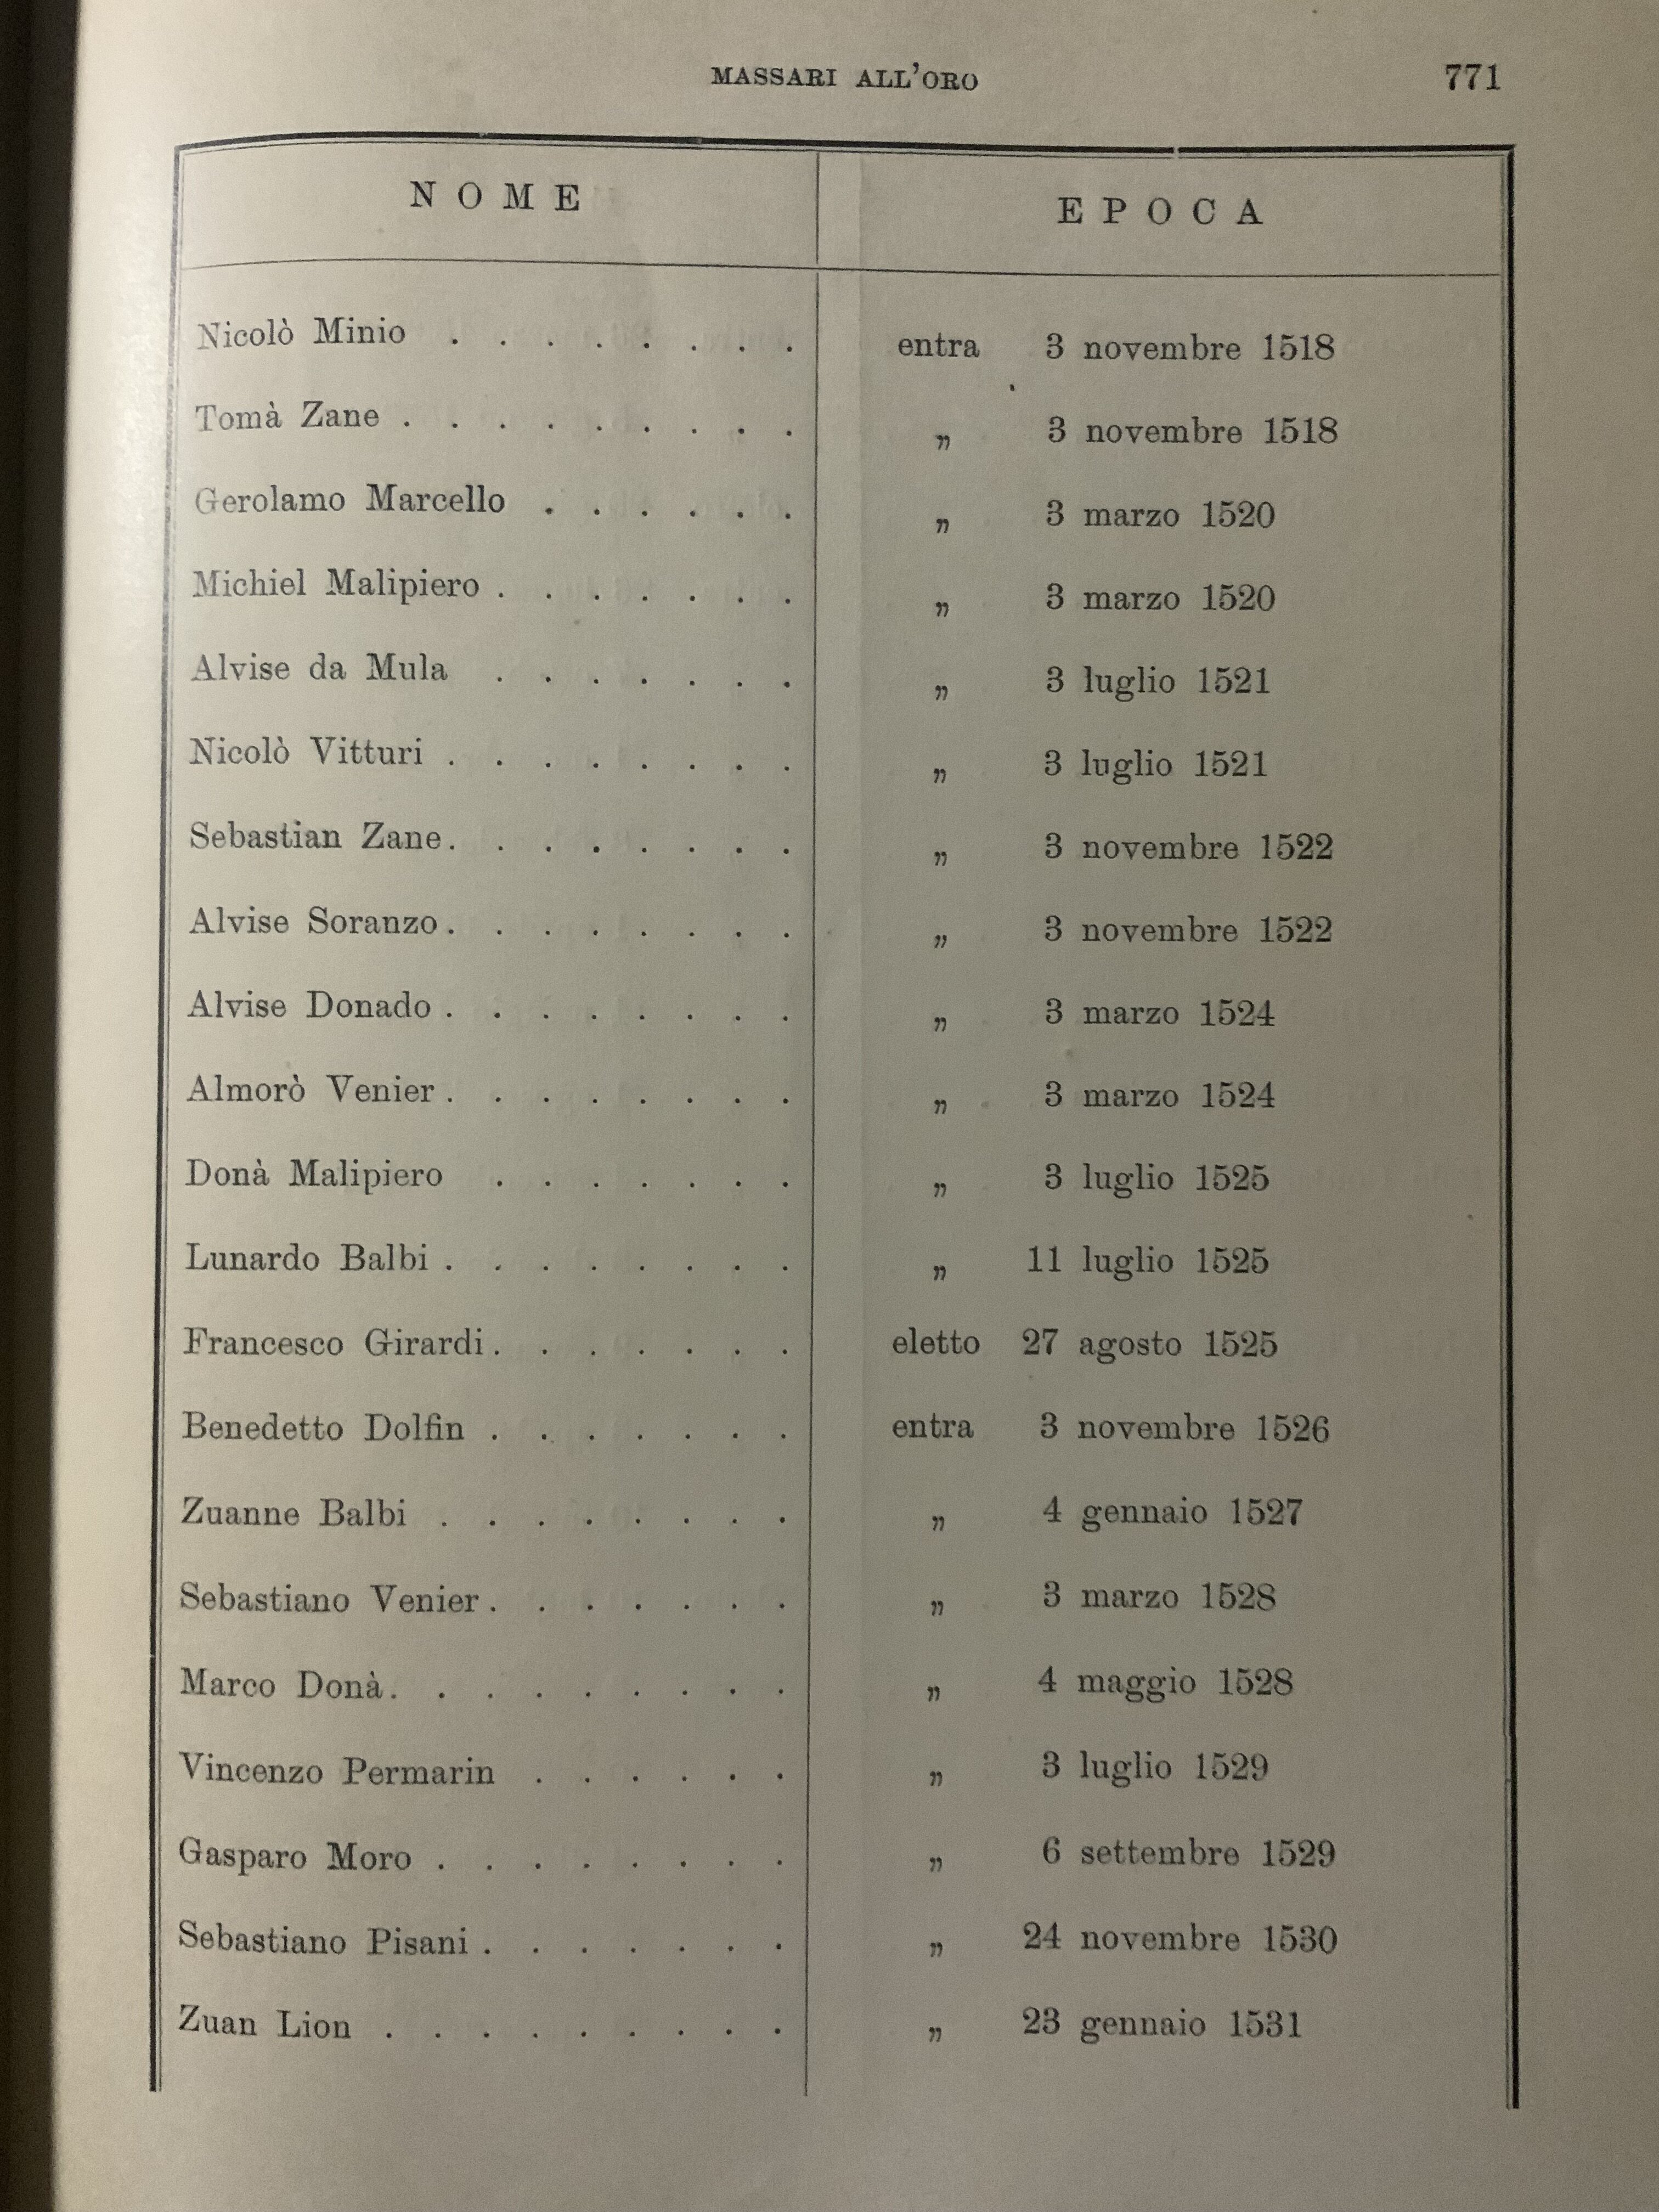 MASSARI ALL'ORO 771
NOME EPOCA
Nicolò Minio . . . . . . . . entra 3 novembre 1518
Tomà Zane . . . . . . . . . „ 3 novembre 1518
Gerolamo Marcello . . . . . . „ 3 marzo 1520
Michiel Malipiero . . . . . . . „ 3 marzo 1520
Alvise da Mula . . . . . . . „ 3 luglio 1521
Nicolò Vitturi . . . . . . . . „ 3 luglio 1521
Sebastian Zane . . . . . . . . „ 3 novembre 1522
Alvise Soranzo . . . . . . . . „ 3 novembre 1522
Alvise Donado . . . . . . . . „ 3 marzo 1524
Almorò Venier . . . . . . . . „ 3 marzo 1524
Donà Malipiero . . . . . . . „ 3 luglio 1525
Lunardo Balbi . . . . . . . . „ 11 luglio 1525
Francesco Girardi . . . . . . . eletto 27 agosto 1525
Benedetto Dolfin . . . . . . . entra 3 novembre 1526
Zuanne Balbi . . . . . . . . „ 4 gennaio 1527
Sebastiano Venier . . . . . . . „ 3 marzo 1528
Marco Donà . . . . . . . . . „ 4 maggio 1528
Vincenzo Permarin . . . . . . „ 3 luglio 1529
Gasparo Moro . . . . . . . . „ 6 settembre 1529
Sebastiano Pisani . . . . . . . „ 24 novembre 1530
Zuan Lion . . . . . . . . . „ 23 gennaio 1531